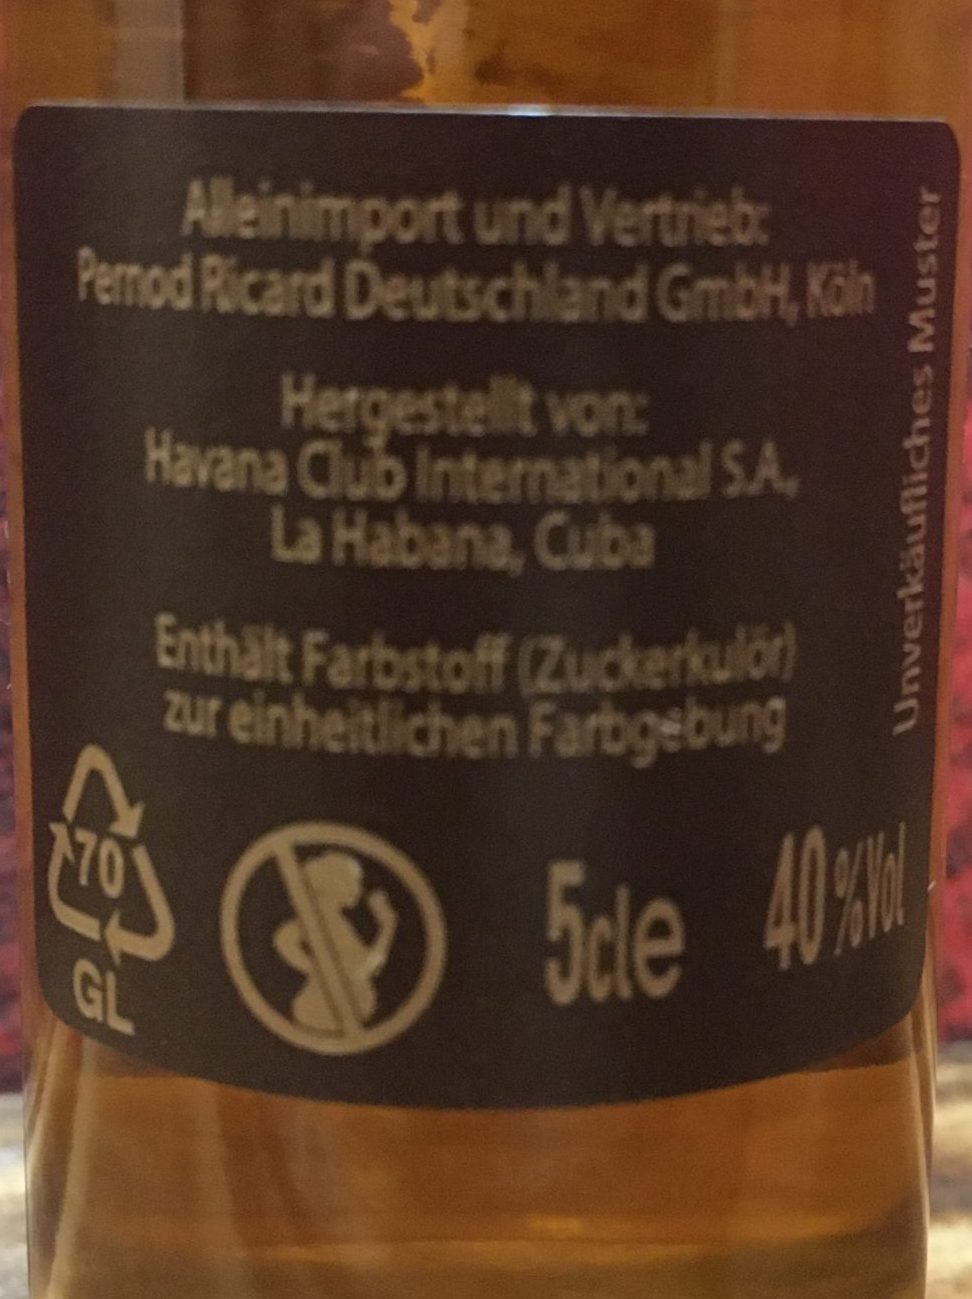 Alleinimport und Vertrieb:
Pernod Ricard Deutschland GmbH, Köln
Hergestellt von:
Havana Club International S.A.,
La Habana, Cuba
Enthält Farbstoff (Zuckerkulör)
zur einheitlichen Farbgebung
70
GL
5cle
40%Vol
Unverkäufliches Muster